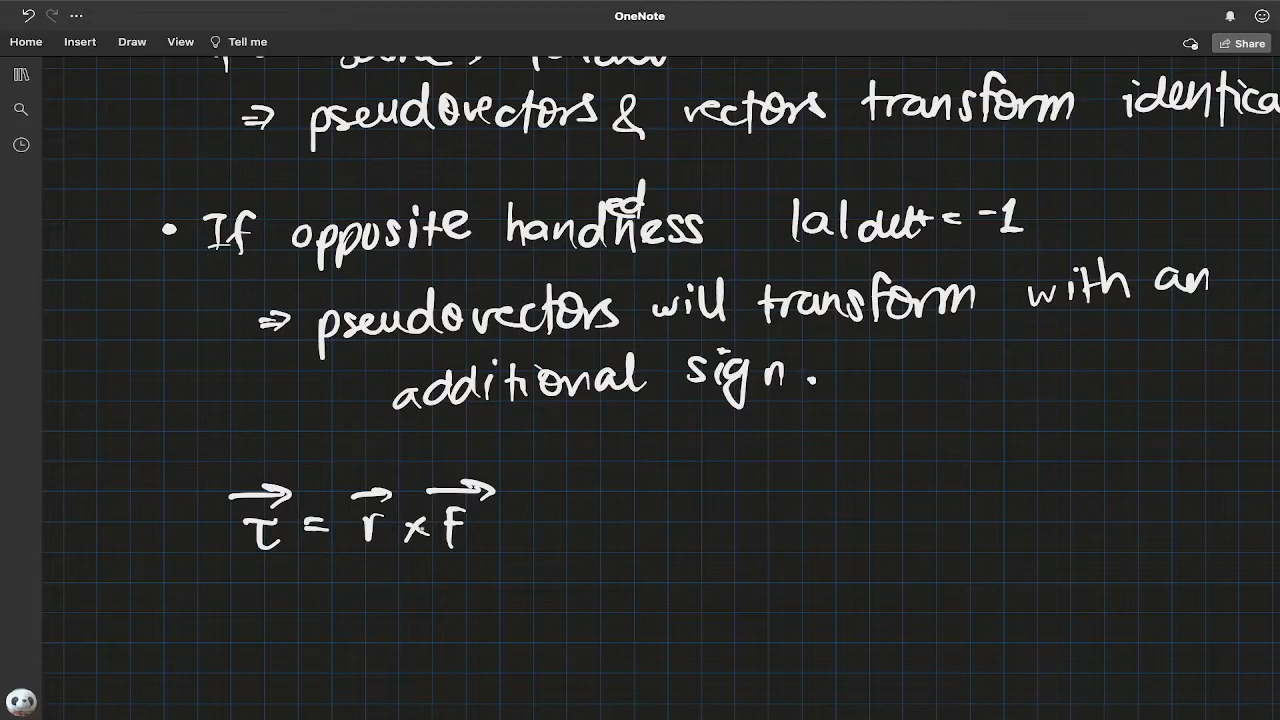 OneNote
Home Insert Draw View Tell me Share
⇒ pseudovectors & vectors transform identica
• If opposite handedness |a| det = -1
⇒ pseudovectors will transform with an
additional sign.
τ⃗ = r⃗ × F⃗